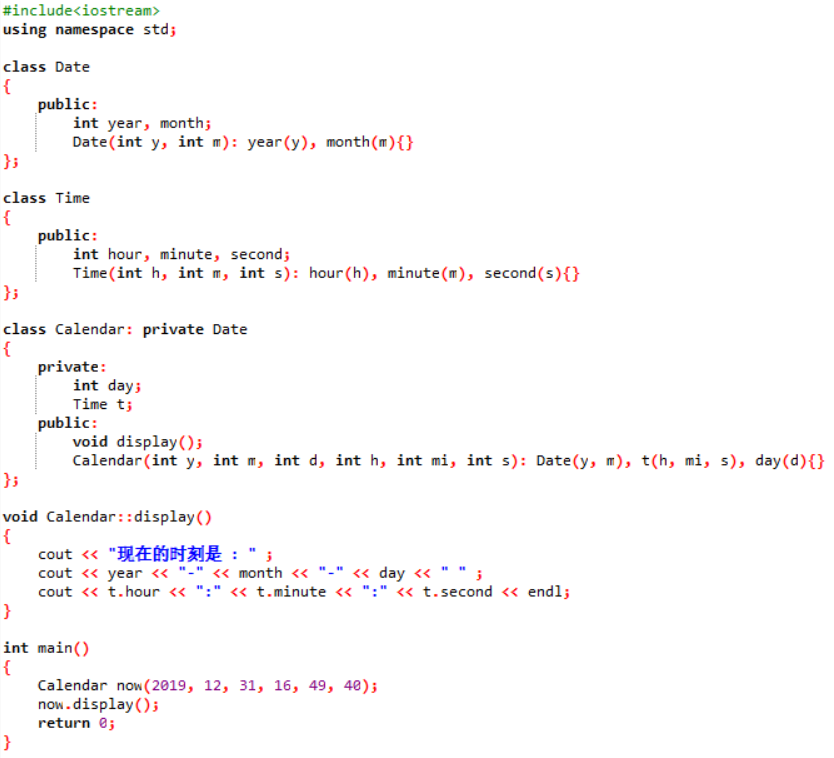 #include<iostream>
using namespace std;
class Date
{
public:
int year, month;
Date(int y, int m): year(y), month(m){}
};
class Time
{
public:
int hour, minute, second;
Time(int h, int m, int s): hour(h), minute(m), second(s){}
};
class Calendar: private Date
{
private:
int day;
Time t;
public:
void display();
Calendar(int y, int m, int d, int h, int mi, int s): Date(y, m), t(h, mi, s), day(d){}
};
void Calendar::display()
{
cout << "现在的时刻是 : " ;
cout << year << "-" << month << "-" << day << " " ;
cout << t.hour << ":" << t.minute << ":" << t.second << endl;
}
int main()
{
Calendar now(2019, 12, 31, 16, 49, 40);
now.display();
return 0;
}